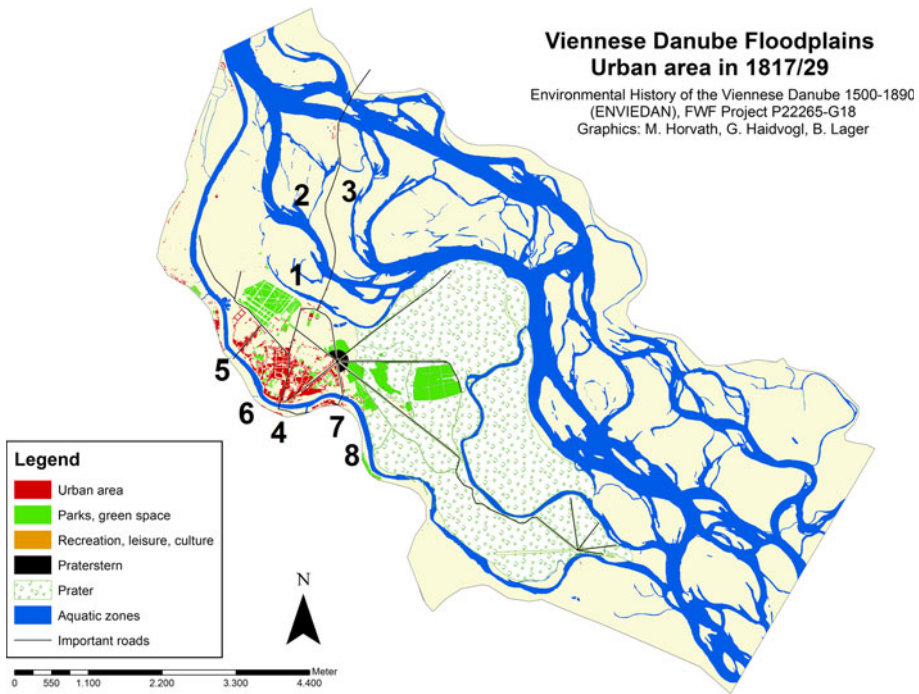 Viennese Danube Floodplains
Urban area in 1817/29
Environmental History of the Viennese Danube 1500-1890
(ENVIEDAN), FWF Project P22265-G18
Graphics: M. Horvath, G. Haidvogl, B. Lager
2
3
1
5
6
4
7
8
Legend
Urban area
Parks, green space
Recreation, leisure, culture
Praterstern
Prater
Aquatic zones
Important roads
N
Meter
0 550 1.100 2.200 3.300 4.400